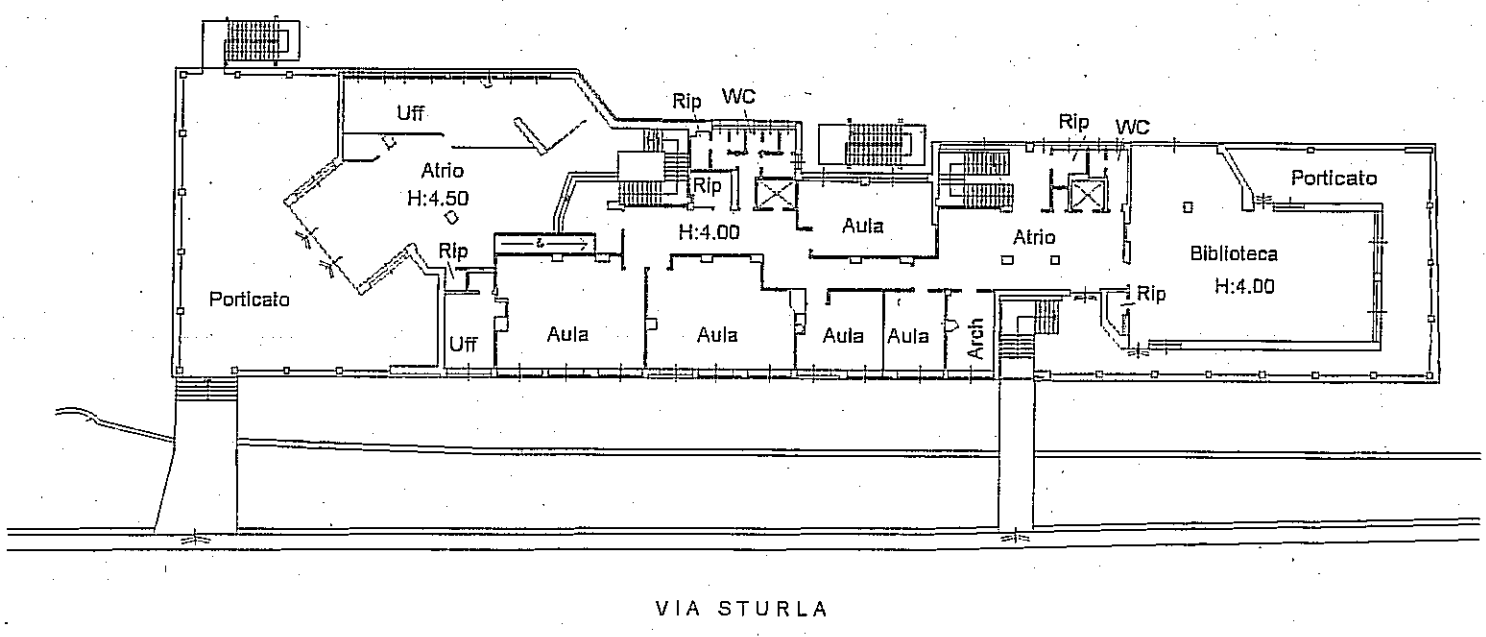 Uff
Rip
WC
Rip
WC
Atrio
H:4.50
Rip
Porticato
Aula
H:4.00
Atrio
Rip
Biblioteca
H:4.00
Porticato
Rip
Uff
Aula
Aula
Aula
Aula
Arch
VIA STURLA